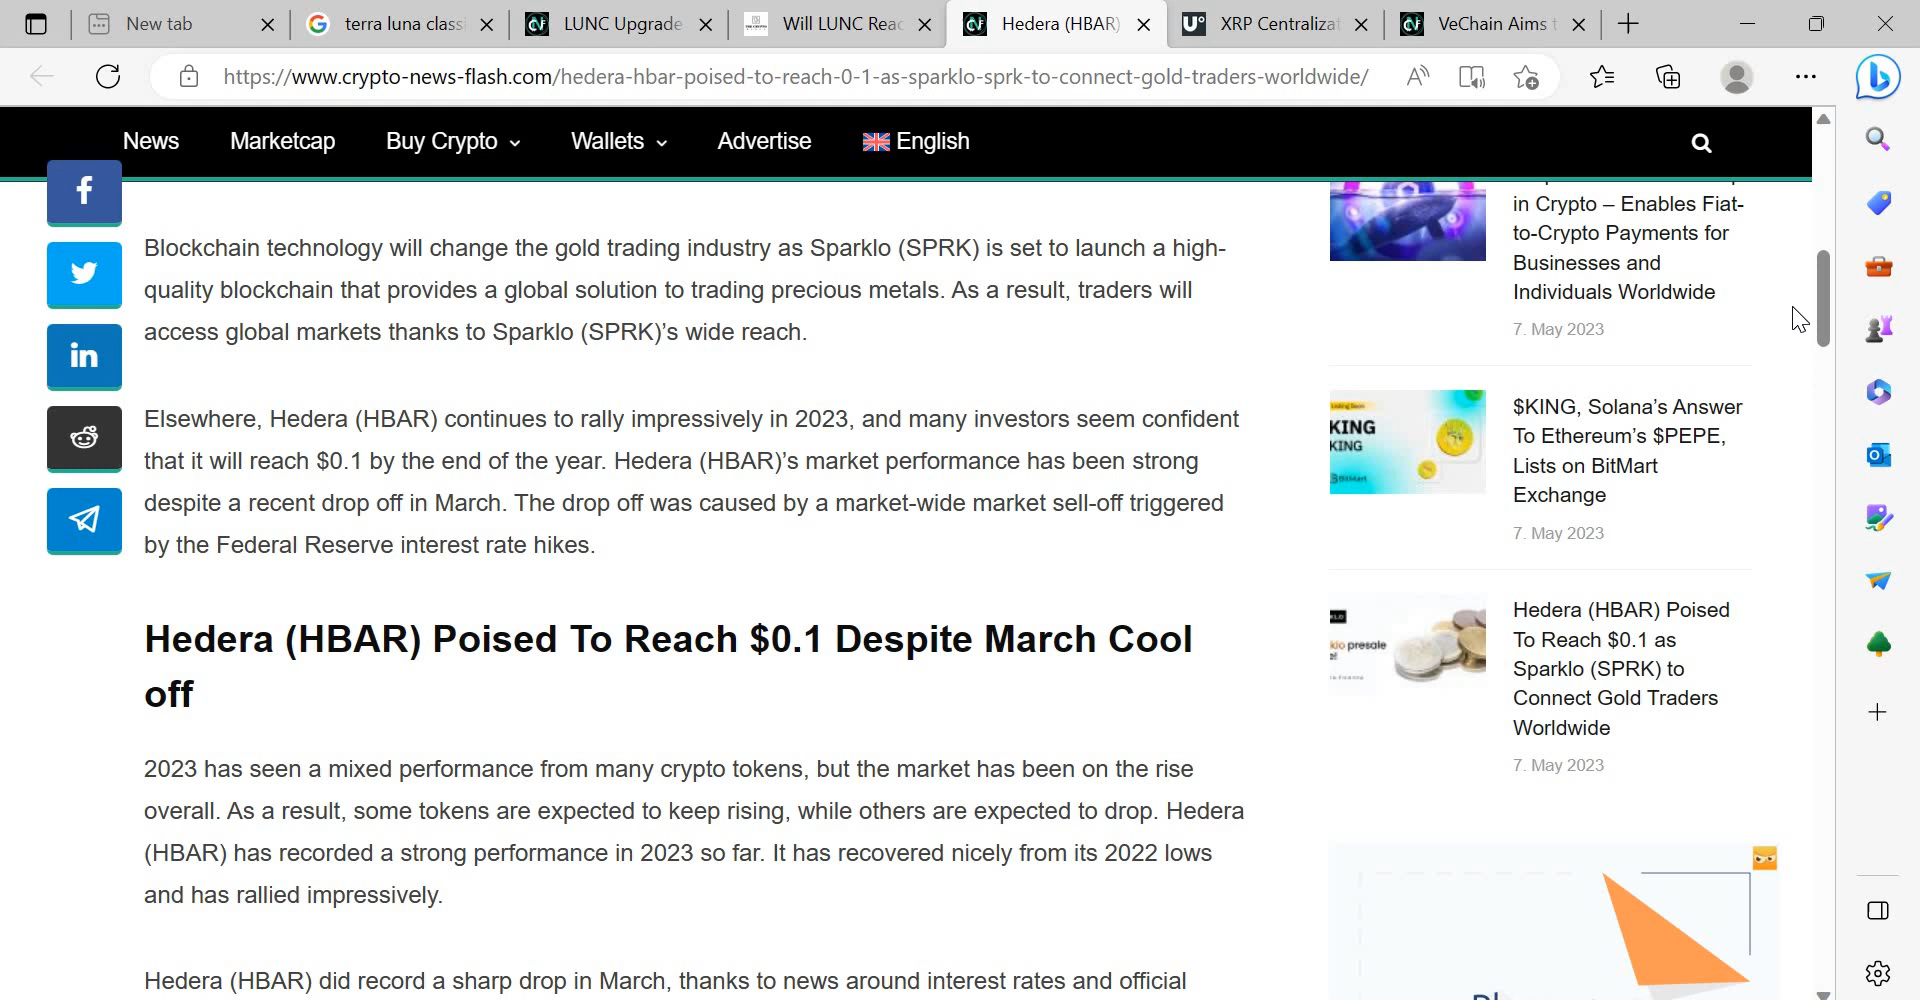 New tab
terra luna classi
LUNC Upgrade
Will LUNC Reac
Hedera (HBAR)
XRP Centralizat
VeChain Aims t
https://www.crypto-news-flash.com/hedera-hbar-poised-to-reach-0-1-as-sparklo-sprk-to-connect-gold-traders-worldwide/
News
Marketcap
Buy Crypto
Wallets
Advertise
English
Blockchain technology will change the gold trading industry as Sparklo (SPRK) is set to launch a high-
quality blockchain that provides a global solution to trading precious metals. As a result, traders will
access global markets thanks to Sparklo (SPRK)'s wide reach.
Elsewhere, Hedera (HBAR) continues to rally impressively in 2023, and many investors seem confident
that it will reach $0.1 by the end of the year. Hedera (HBAR)'s market performance has been strong
despite a recent drop off in March. The drop off was caused by a market-wide market sell-off triggered
by the Federal Reserve interest rate hikes.
Hedera (HBAR) Poised To Reach $0.1 Despite March Cool
off
2023 has seen a mixed performance from many crypto tokens, but the market has been on the rise
overall. As a result, some tokens are expected to keep rising, while others are expected to drop. Hedera
(HBAR) has recorded a strong performance in 2023 so far. It has recovered nicely from its 2022 lows
and has rallied impressively.
Hedera (HBAR) did record a sharp drop in March, thanks to news around interest rates and official
in Crypto – Enables Fiat-
to-Crypto Payments for
Businesses and
Individuals Worldwide
7. May 2023
KING
KING
BitMart
$KING, Solana's Answer
To Ethereum's $PEPE,
Lists on BitMart
Exchange
7. May 2023
klo presale
Hedera (HBAR) Poised
To Reach $0.1 as
Sparklo (SPRK) to
Connect Gold Traders
Worldwide
7. May 2023